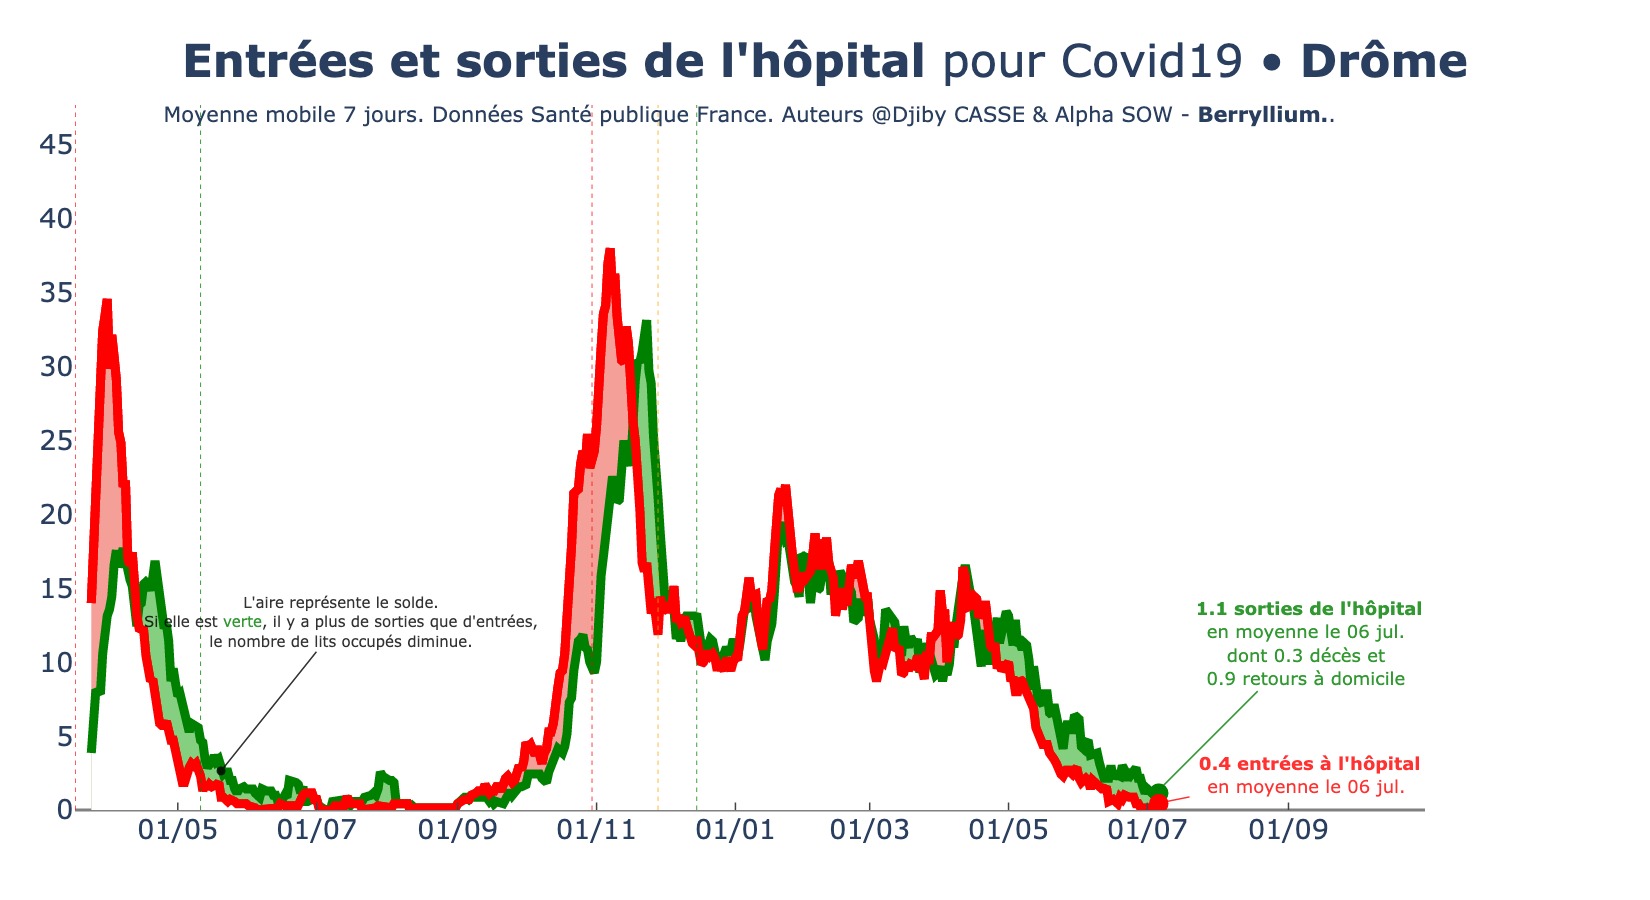 Entrées et sorties de l'hôpital pour Covid19 • Drôme
Moyenne mobile 7 jours. Données Santé publique France. Auteurs @Djiby CASSE & Alpha SOW - Berryllium..
45
40
35
30
25
20
15
10
5
0
L'aire représente le solde.
Si elle est verte, il y a plus de sorties que d'entrées,
le nombre de lits occupés diminue.
1.1 sorties de l'hôpital
en moyenne le 06 jul.
dont 0.3 décès et
0.9 retours à domicile
0.4 entrées à l'hôpital
en moyenne le 06 jul.
01/05 01/07 01/09 01/11 01/01 01/03 01/05 01/07 01/09